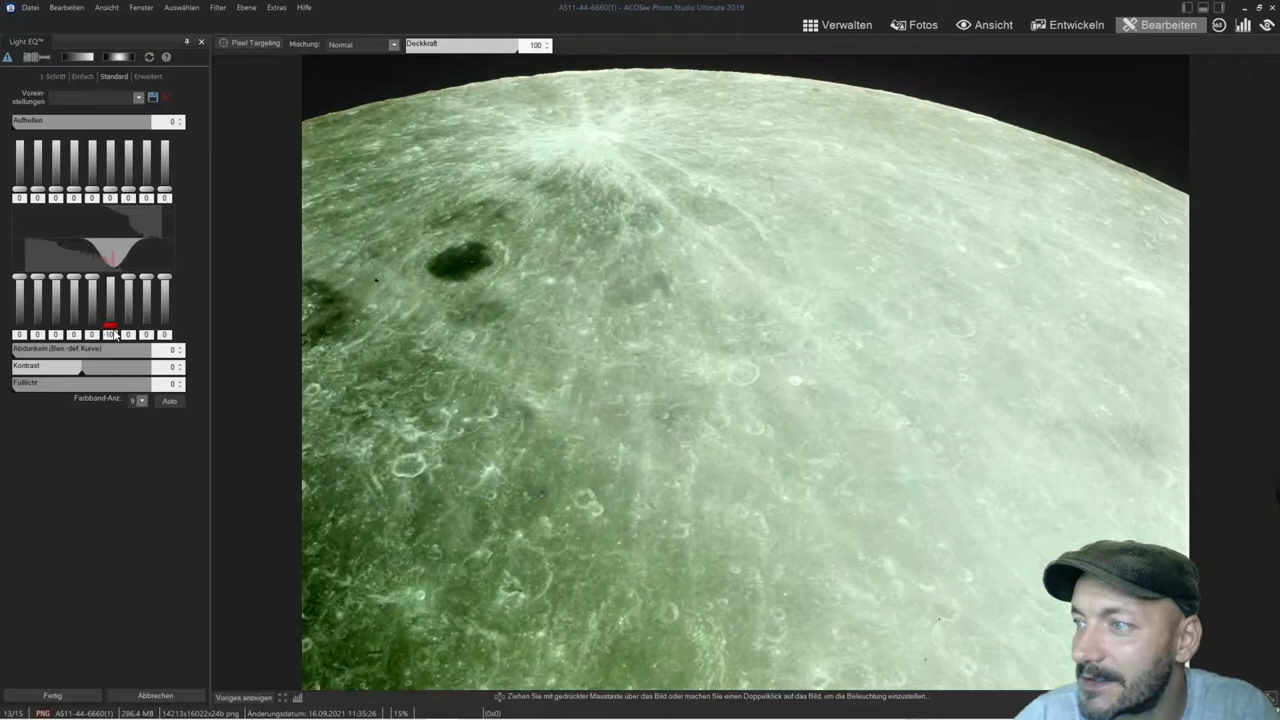 Datei Bearbeiten Ansicht Fenster Auswählen Filter Ebene Extras Hilfe
AS11-44-6660(1) - ACDSee Photo Studio Ultimate 2019
Verwalten Fotos Ansicht Entwickeln Bearbeiten 365
Light EQ™
Pixel Targeting Mischung: Normal Deckkraft 100
1 Schritt Einfach Standard Erweitert
Vorein-
stellungen
Aufhellen 0
0 0 0 0 0 0 0 0 0
0 0 0 0 0 0 0 0
Abdunkeln (Ben.-def. Kurve) 0
Kontrast 0
Fülllicht 0
Farbband-Anz.: 9 Auto
Fertig Abbrechen
Voriges anzeigen
Ziehen Sie mit gedrückter Maustaste über das Bild oder machen Sie einen Doppelklick auf das Bild, um die Beleuchtung einzustellen..
13/15 PNG AS11-44-6660(1) 286.4 MB 14213x16022x24b png Änderungsdatum: 16.09.2021 11:35:26 15% (0x0)